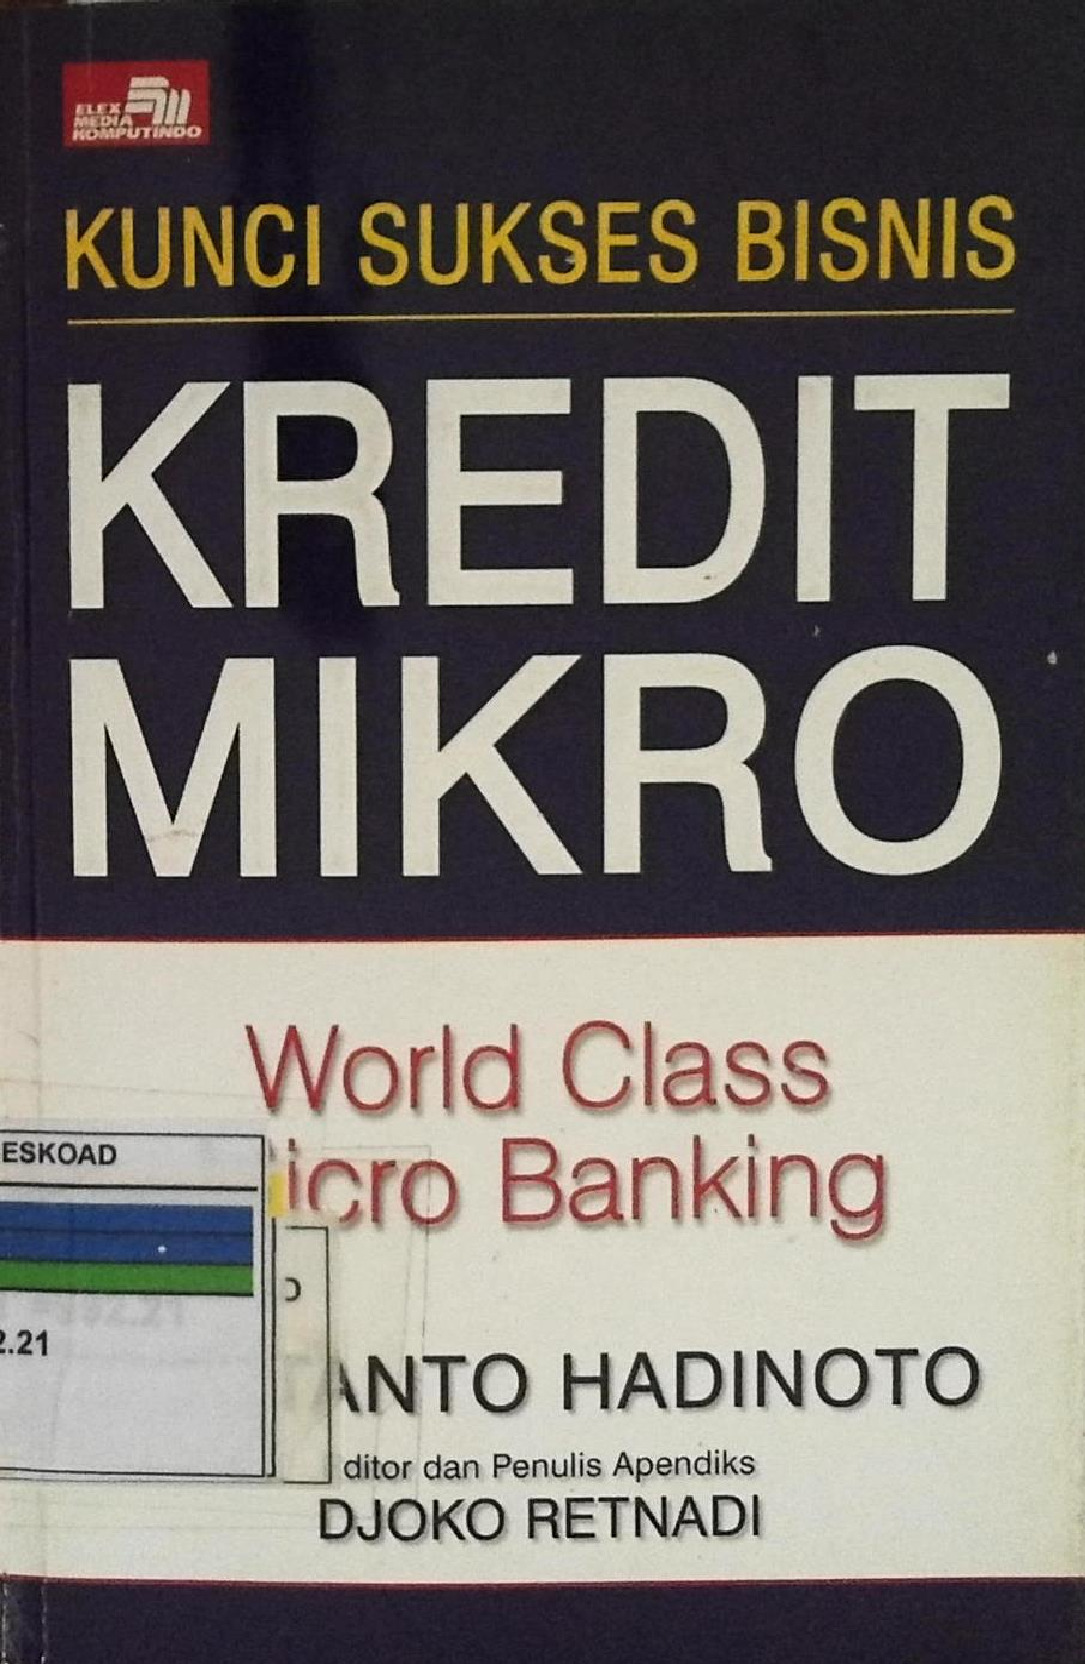 ELEX
MEDIA
KOMPUTINDO
KUNCI SUKSES BISNIS
KREDIT
MIKRO
World Class
icro Banking
ESKOAD
2.21
ANTO HADINOTO
ditor dan Penulis Apendiks
DJOKO RETNADI